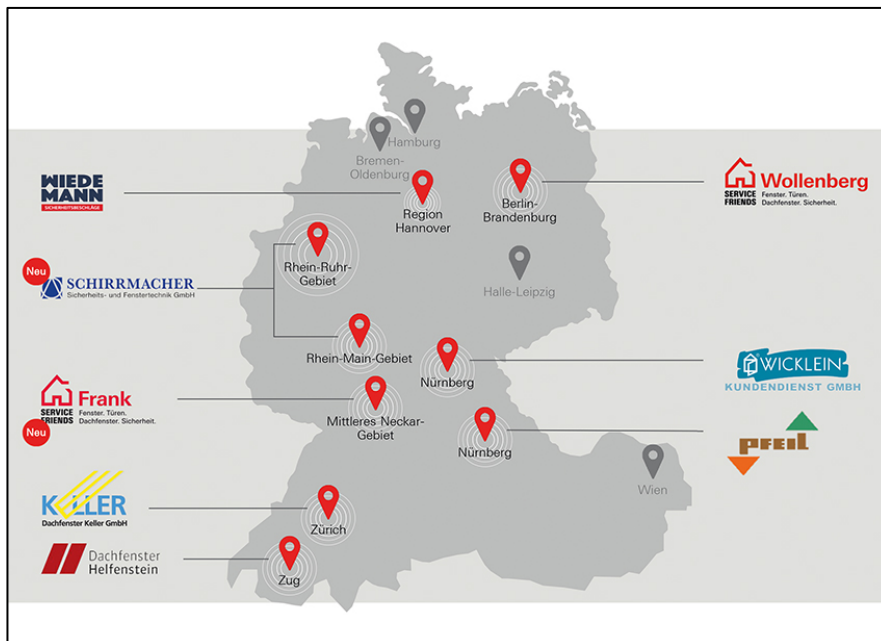 Hamburg
Bremen-
Oldenburg
WIEDE
MANN
SICHERHEITSBESCHLÄGE
Region
Hannover
Berlin-
Brandenburg
SERVICE
FRIENDS
Wollenberg
Fenster. Türen.
Dachfenster. Sicherheit.
Rhein-Ruhr-
Gebiet
Neu
SCHIRRMACHER
Sicherheits- und Fenstertechnik GmbH
Halle-Leipzig
Rhein-Main-Gebiet
Nürnberg
WICKLEIN
KUNDENDIENST GMBH
SERVICE
FRIENDS
Frank
Fenster. Türen.
Dachfenster. Sicherheit.
Neu
Mittleres Neckar-
Gebiet
Nürnberg
PFEIL
Wien
KELLER
Dachfenster Keller GmbH
Zürich
Dachfenster
Helfenstein
Zug